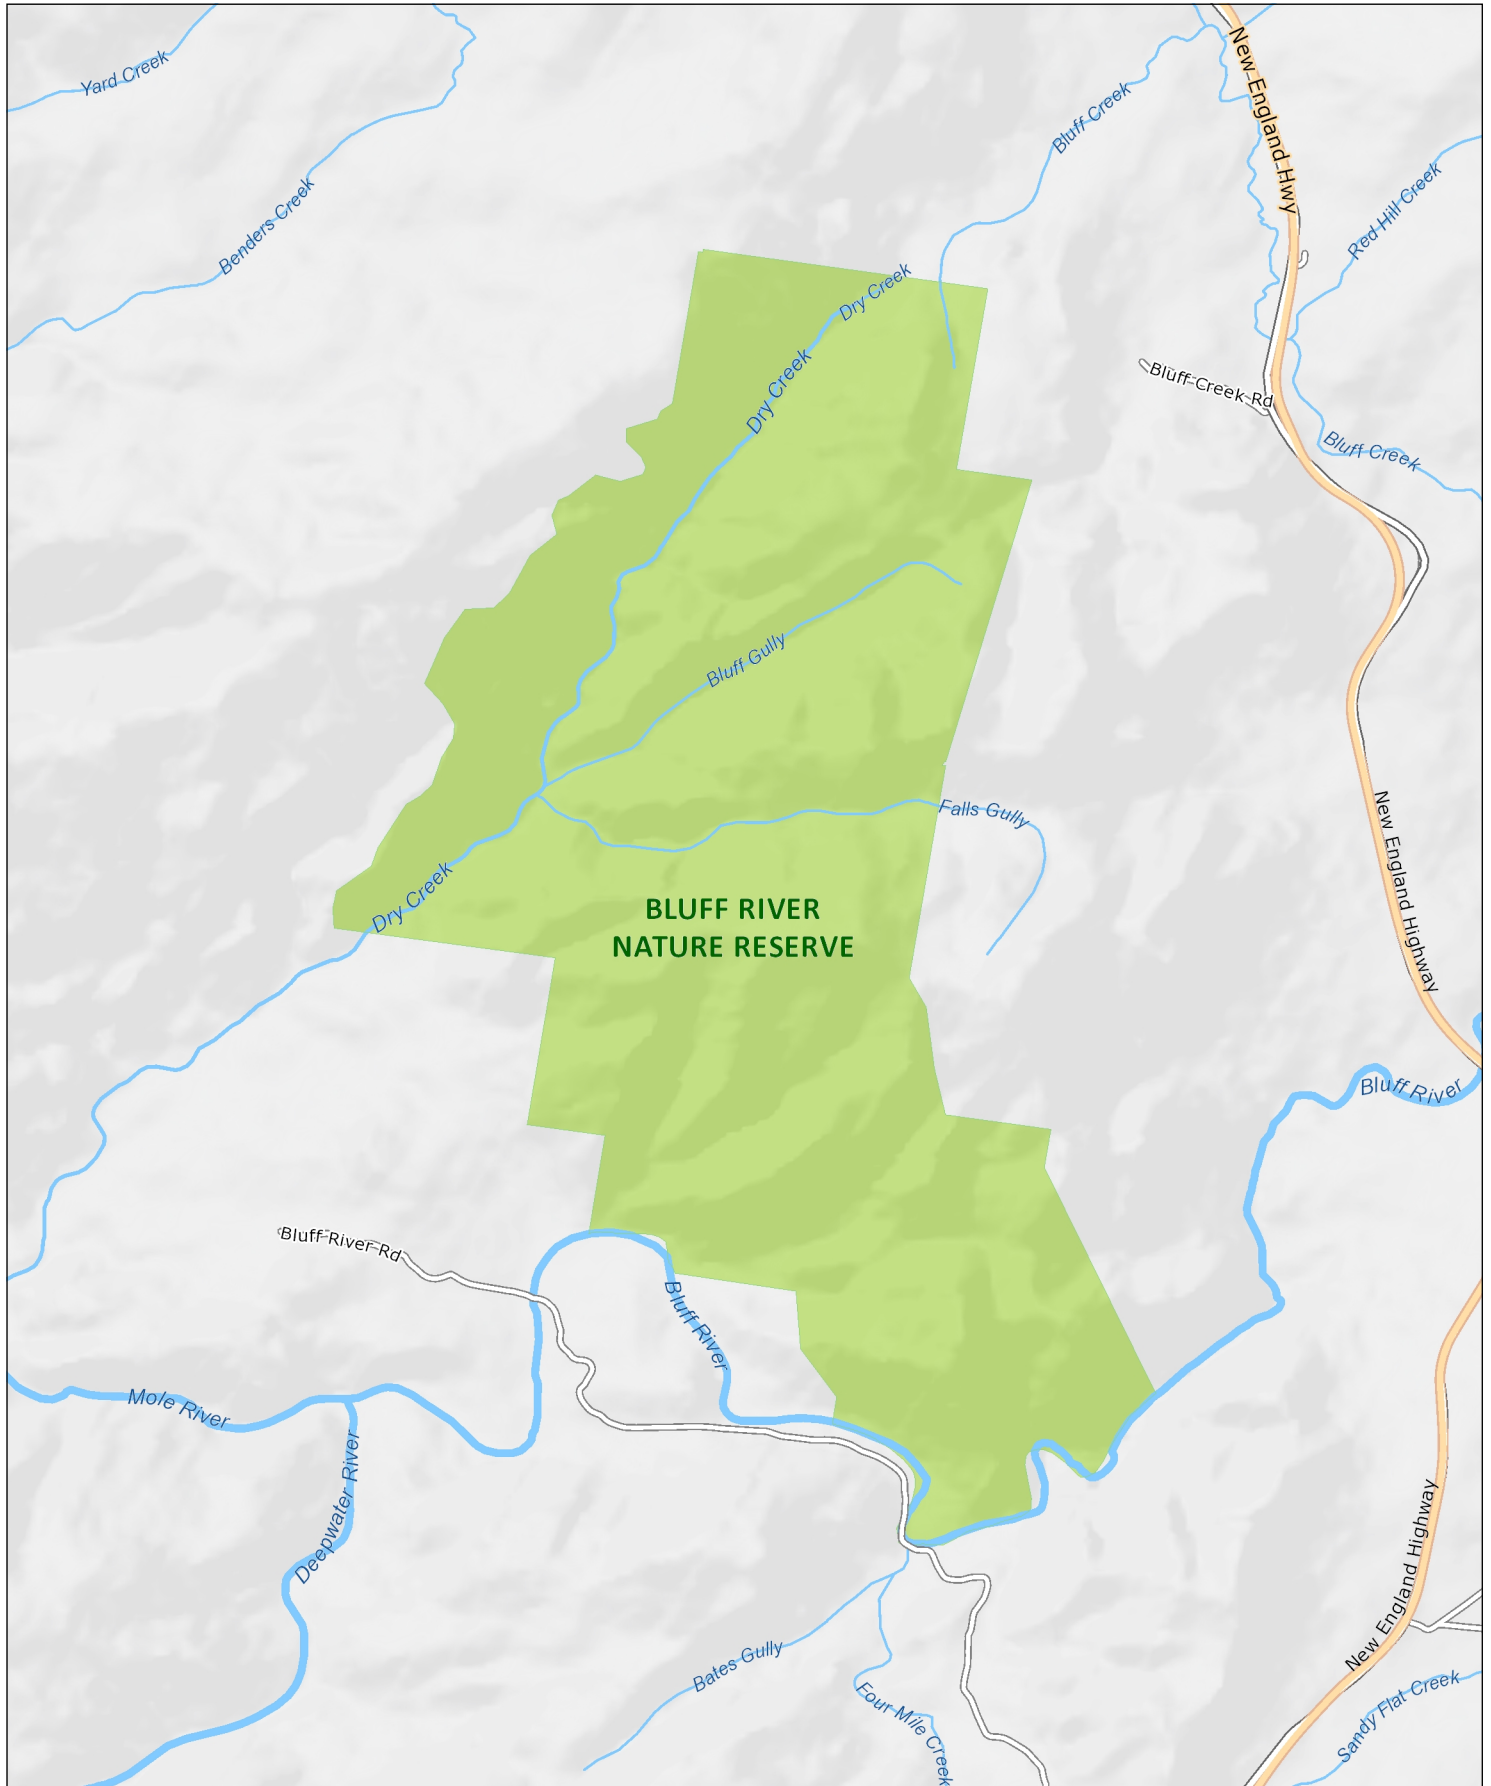 Yard Creek
New England Hwy
Bluff Creek
Benders Creek
Red Hill Creek
Dry Creek
Dry Creek
Bluff Creek Rd
Bluff Creek
Bluff Gully
Falls Gully
New England Highway
Dry Creek
BLUFF RIVER
NATURE RESERVE
Bluff River
Bluff River Rd
Bluff River
Mole River
Deepwater River
New England Highway
Bates Gully
Four Mile Creek
Sandy Flat Creek